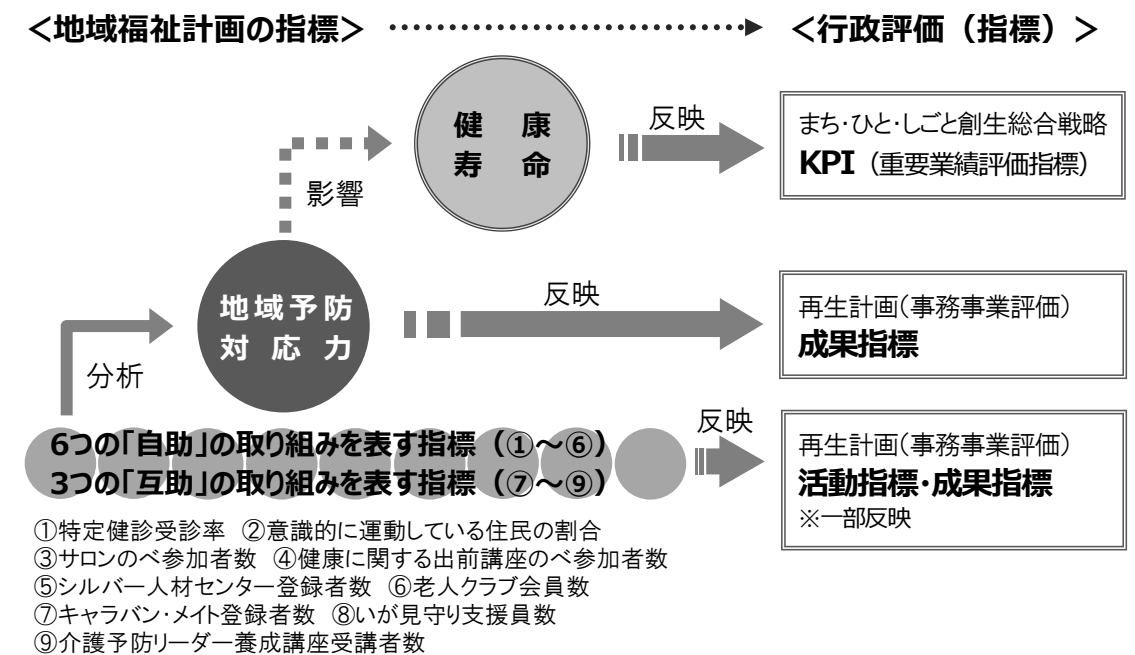 <地域福祉計画の指標>
<行政評価（指標）>
健 康
寿 命
反映
まち・ひと・しごと創生総合戦略
KPI（重要業績評価指標）
影響
地域予防
対 応 力
反映
再生計画（事務事業評価）
成果指標
分析
6つの「自助」の取り組みを表す指標（①～⑥）
3つの「互助」の取り組みを表す指標（⑦～⑨）
反映
再生計画（事務事業評価）
活動指標・成果指標
※一部反映
①特定健診受診率 ②意識的に運動している住民の割合
③サロンのべ参加者数 ④健康に関する出前講座のべ参加者数
⑤シルバー人材センター登録者数 ⑥老人クラブ会員数
⑦キャラバン・メイト登録者数 ⑧いが見守り支援員数
⑨介護予防リーダー養成講座受講者数